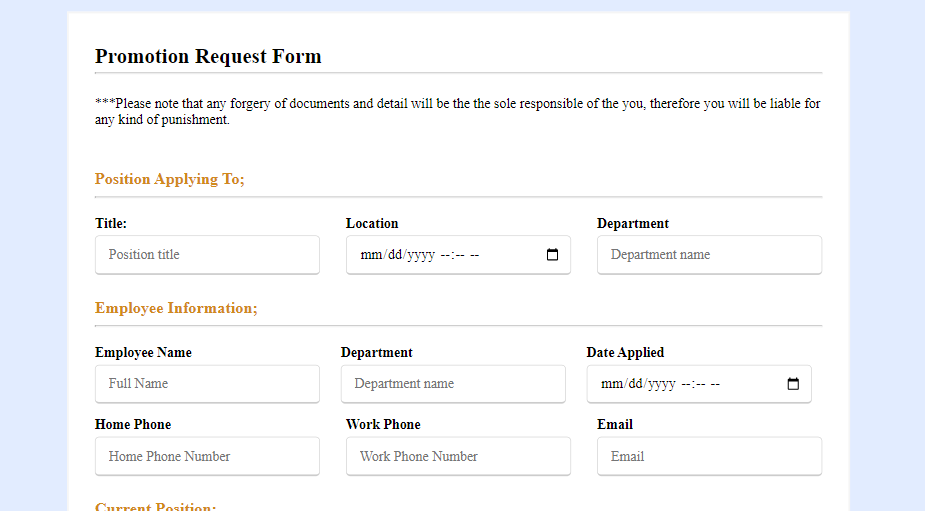 Promotion Request Form
***Please note that any forgery of documents and detail will be the the sole responsible of the you, therefore you will be liable for
any kind of punishment.
Position Applying To;
Title: Location Department
Position title mm/dd/yyyy --:-- -- Department name
Employee Information;
Employee Name Department Date Applied
Full Name Department name mm/dd/yyyy --:-- --
Home Phone Work Phone Email
Home Phone Number Work Phone Number Email
Current Position;